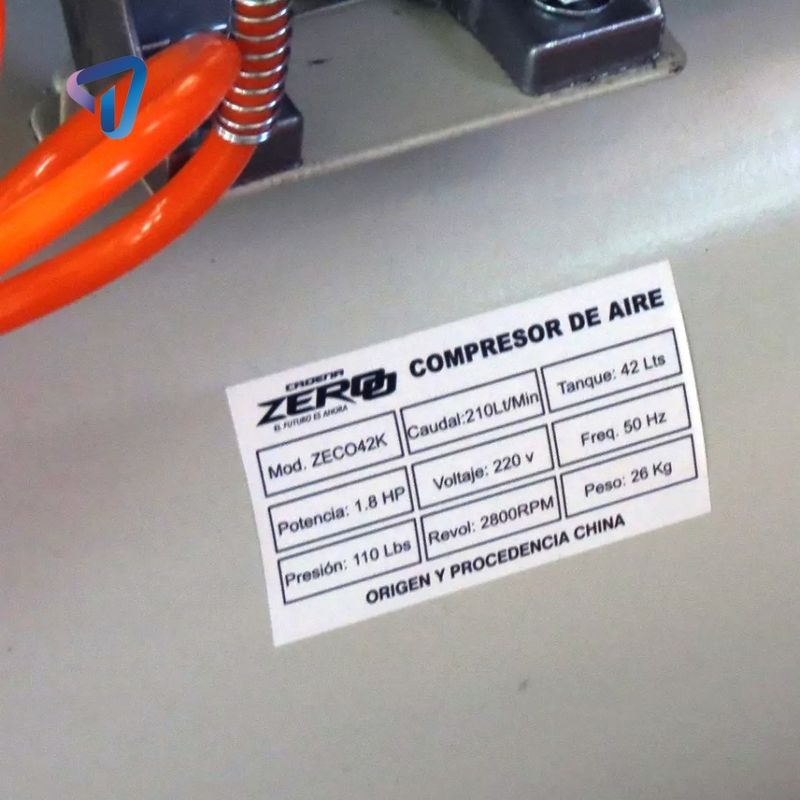 CADENA
ZEROO
EL FUTURO ES AHORA
COMPRESOR DE AIRE
Mod. ZECO42K
Caudal:210Lt/Min
Tanque: 42 Lts
Potencia: 1.8 HP
Voltaje: 220 v
Freq. 50 Hz
Presión: 110 Lbs
Revol: 2800RPM
Peso: 26 Kg
ORIGEN Y PROCEDENCIA CHINA